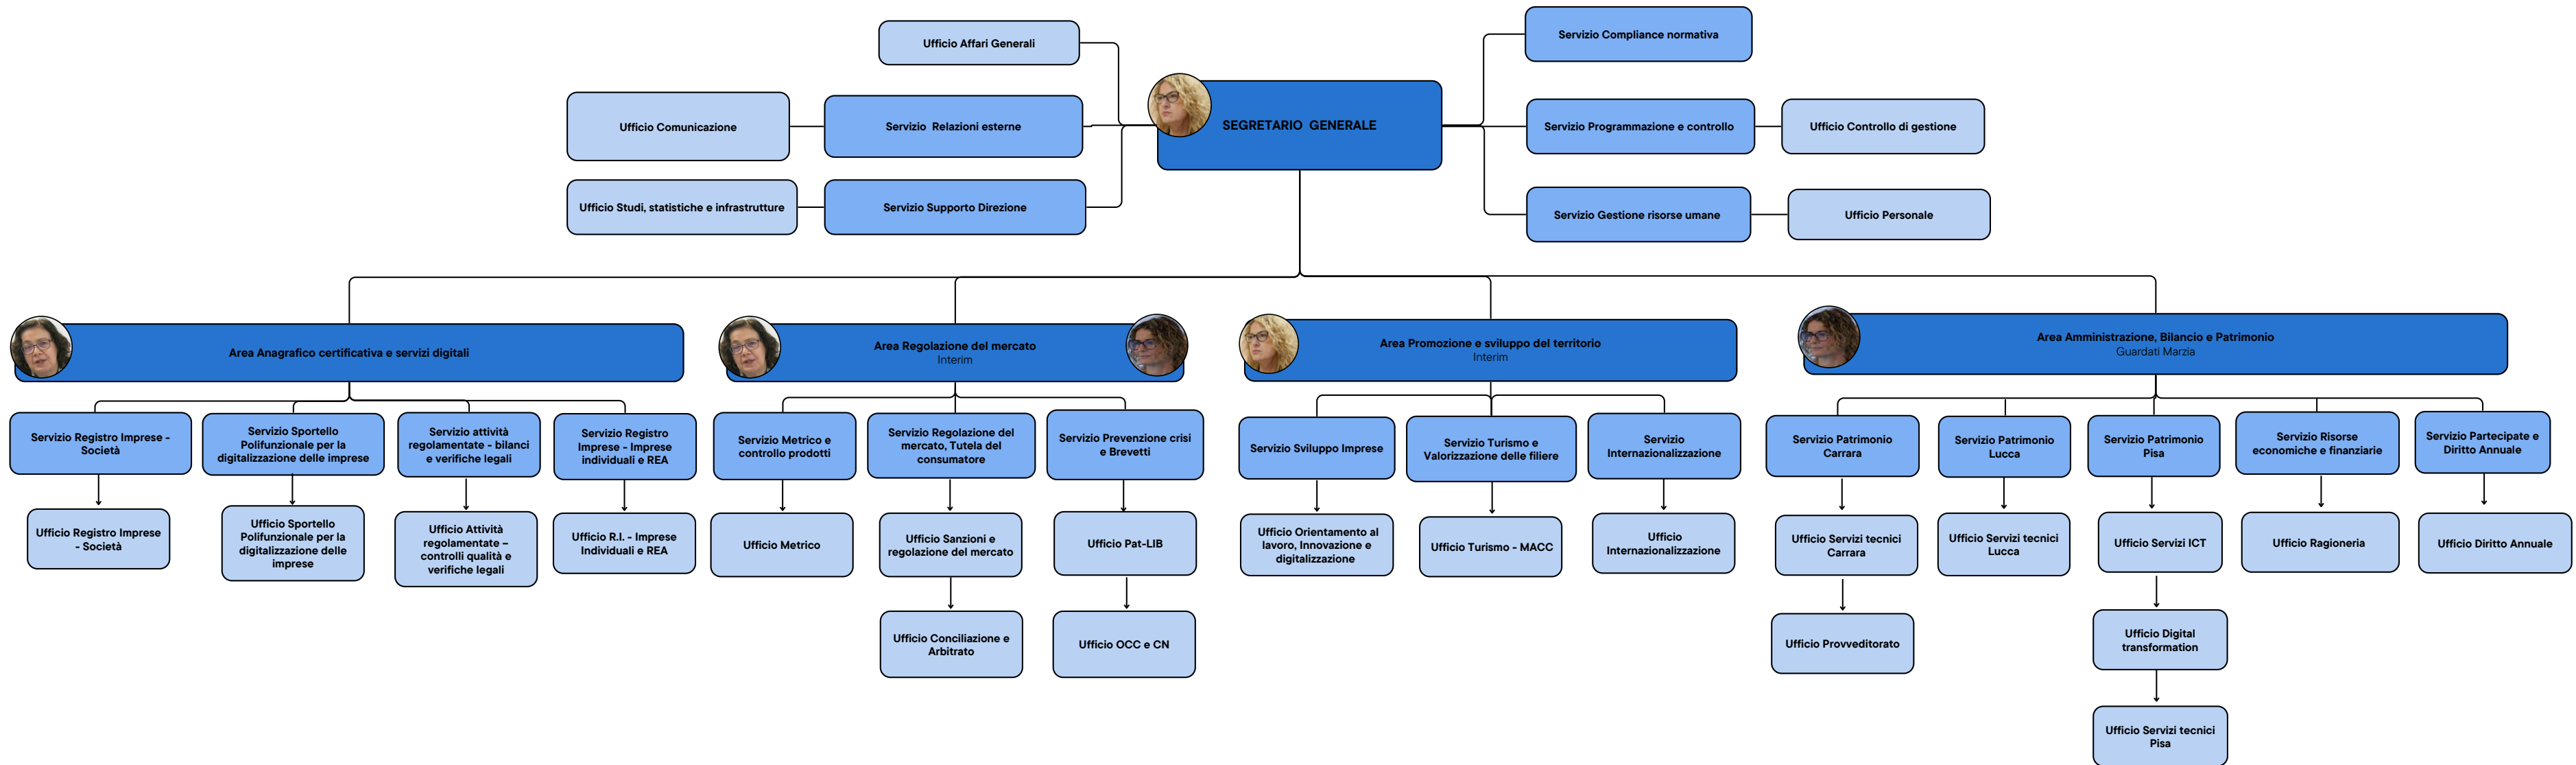 Ufficio Affari Generali
Servizio Compliance normativa
SEGRETARIO GENERALE
Ufficio Comunicazione
Servizio Relazioni esterne
Servizio Programmazione e controllo
Ufficio Controllo di gestione
Ufficio Studi, statistiche e infrastrutture
Servizio Supporto Direzione
Servizio Gestione risorse umane
Ufficio Personale
Area Anagrafico certificativa e servizi digitali
Area Regolazione del mercato
Interim
Area Promozione e sviluppo del territorio
Interim
Area Amministrazione, Bilancio e Patrimonio
Guardati Marzia
Servizio Registro Imprese -
Società
Servizio Sportello
Polifunzionale per la
digitalizzazione delle imprese
Servizio attività
regolamentate - bilanci
e verifiche legali
Servizio Registro
Imprese - Imprese
individuali e REA
Servizio Metrico e
controllo prodotti
Servizio Regolazione del
mercato, Tutela del
consumatore
Servizio Prevenzione crisi
e Brevetti
Servizio Sviluppo Imprese
Servizio Turismo e
Valorizzazione delle filiere
Servizio
Internazionalizzazione
Servizio Patrimonio
Carrara
Servizio Patrimonio
Lucca
Servizio Patrimonio
Pisa
Servizio Risorse
economiche e finanziarie
Servizio Partecipate e
Diritto Annuale
Ufficio Registro Imprese
- Società
Ufficio Sportello
Polifunzionale per la
digitalizzazione delle
imprese
Ufficio Attività
regolamentate –
controlli qualità e
verifiche legali
Ufficio R.I. - Imprese
Individuali e REA
Ufficio Metrico
Ufficio Sanzioni e
regolazione del mercato
Ufficio Pat-LIB
Ufficio Orientamento al
lavoro, Innovazione e
digitalizzazione
Ufficio Turismo - MACC
Ufficio
Internazionalizzazione
Ufficio Servizi tecnici
Carrara
Ufficio Servizi tecnici
Lucca
Ufficio Servizi ICT
Ufficio Ragioneria
Ufficio Diritto Annuale
Ufficio Conciliazione e
Arbitrato
Ufficio OCC e CN
Ufficio Provveditorato
Ufficio Digital
transformation
Ufficio Servizi tecnici
Pisa